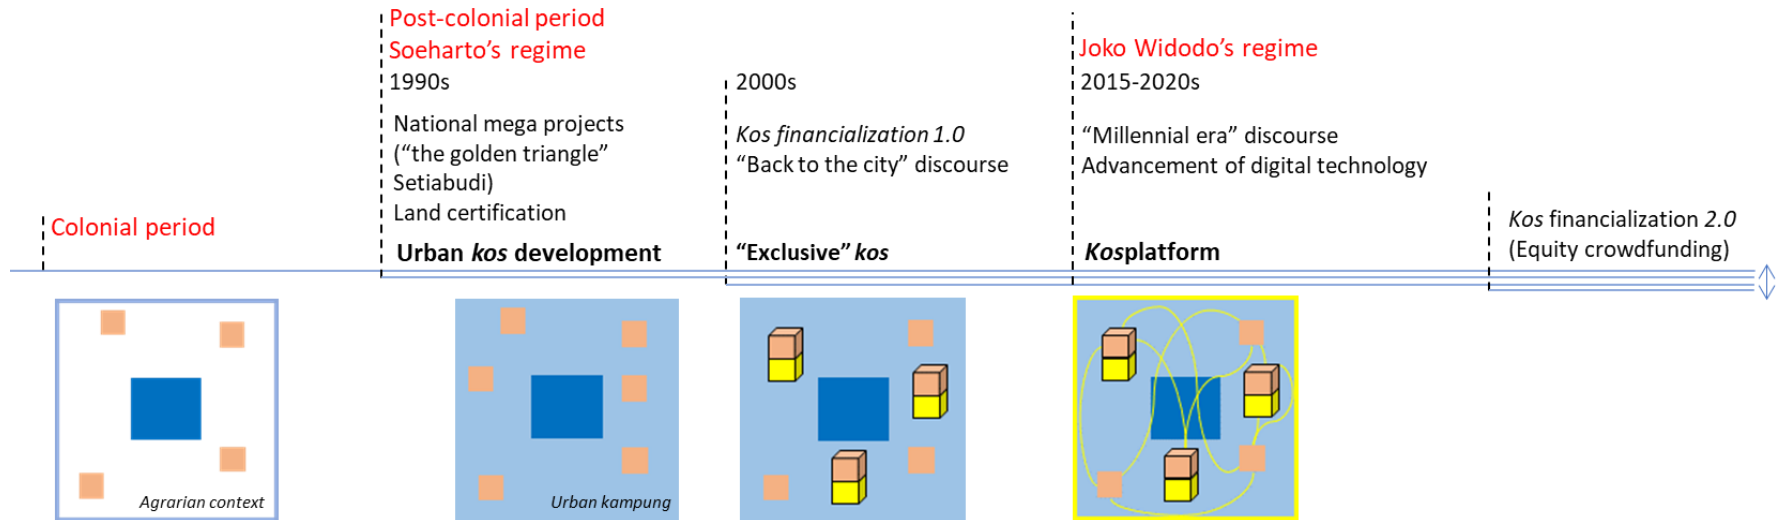 Colonial period
Agrarian context
Post-colonial period
Soeharto’s regime
1990s
National mega projects
(“the golden triangle”
Setiabudi)
Land certification
Urban kos development
Urban kampung
2000s
Kos financialization 1.0
“Back to the city” discourse
“Exclusive” kos
Joko Widodo’s regime
2015-2020s
“Millennial era” discourse
Advancement of digital technology
Kosplatform
Kos financialization 2.0
(Equity crowdfunding)